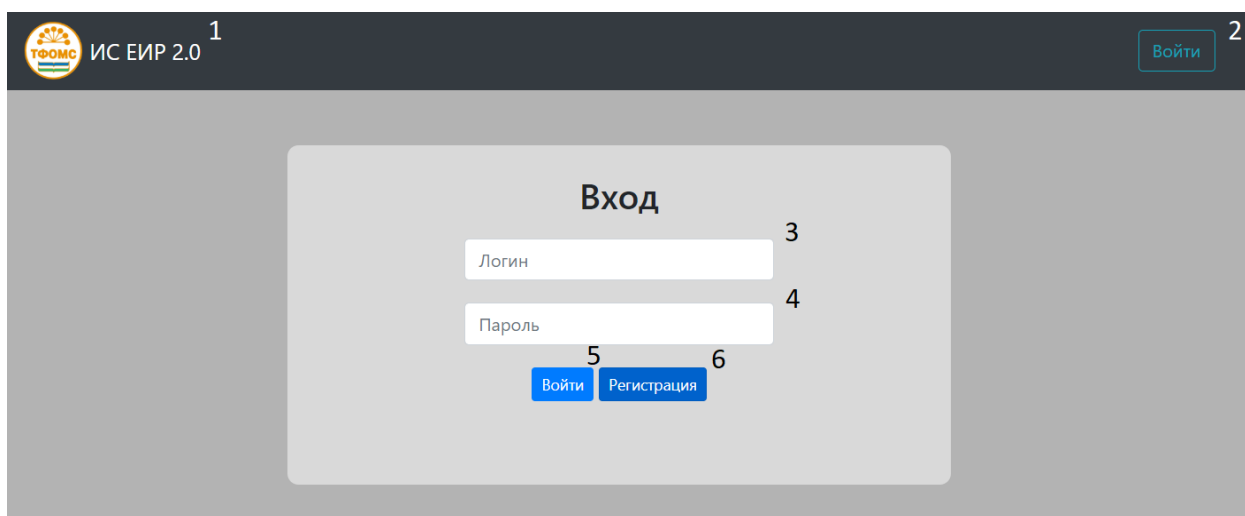 1
2
ТФОМС
ИС ЕИР 2.0
Войти
Вход
3
Логин
4
Пароль
5
6
Войти Регистрация